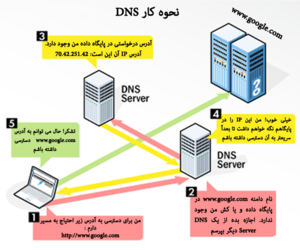 نحوه کار DNS
www.google.com
3
آدرس درخواستی در پایگاه داده من وجود دارد.
آدرس IP آن این است: 70.42.251.42
DNS
Server
4
خیلی خوب! من این IP را در
پایگاهم نگه خواهم داشت تا بعداً
سریعتر به آن دسترسی داشته باشم
5
تشکر! حال می توانم به آدرس
www.google.com دسترسی
داشته باشم
DNS
Server
1
من برای دسترسی به آدرس زیر احتیاج به مسیر
دارم :
http://www.google.com
2
نام دامنه www.google.com در
پایگاه داده و یا کش من وجود
ندارد. اجازه بده از یک DNS
Server دیگر بپرسم